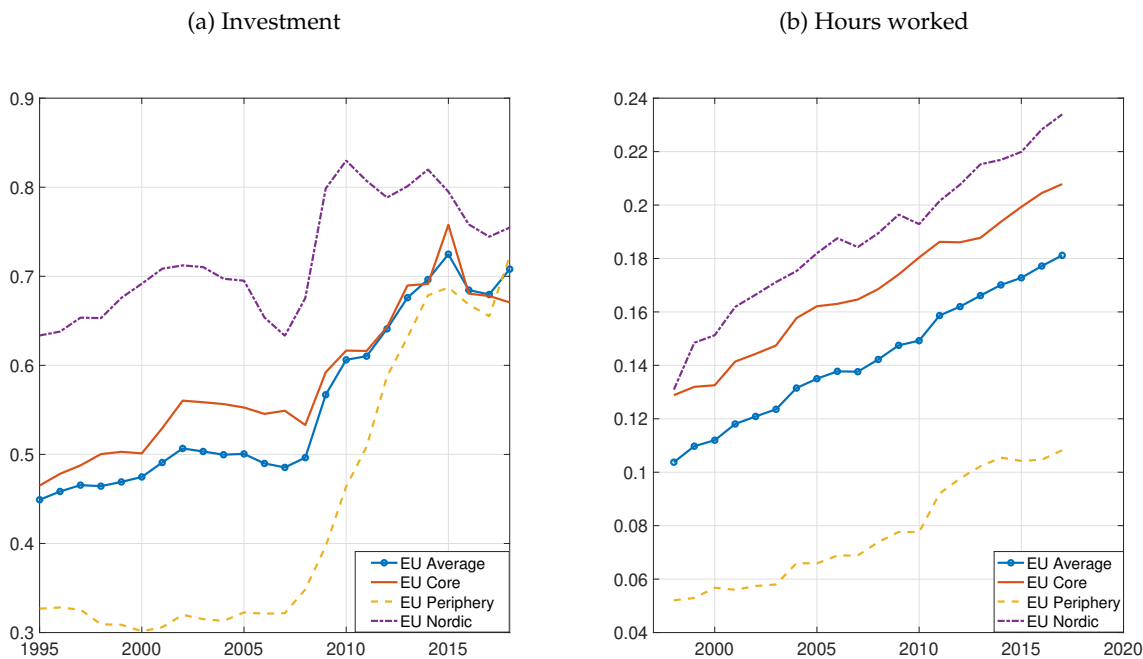 (a) Investment
0.9
0.8
0.7
0.6
0.5
0.4
0.3
1995
2000
2005
2010
2015
EU Average
EU Core
EU Periphery
EU Nordic
(b) Hours worked
0.24
0.22
0.2
0.18
0.16
0.14
0.12
0.1
0.08
0.06
0.04
2000
2005
2010
2015
2020
EU Average
EU Core
EU Periphery
EU Nordic